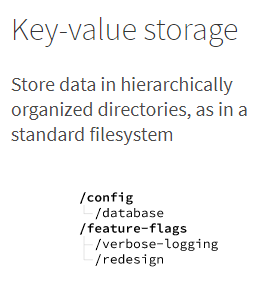 Key-value storage
Store data in hierarchically
organized directories, as in a
standard filesystem
/config
/database
/feature-flags
/verbose-logging
/redesign